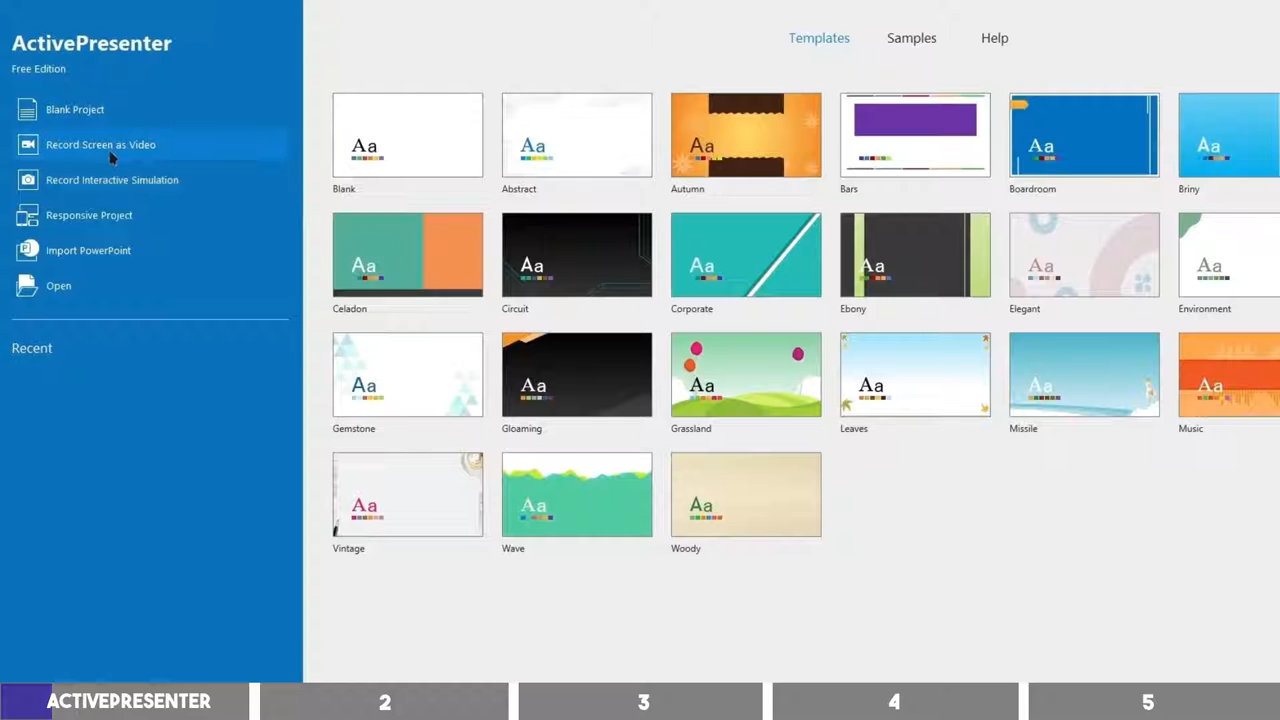 ActivePresenter
Free Edition
Blank Project
Record Screen as Video
Record Interactive Simulation
Responsive Project
Import PowerPoint
Open
Recent
Templates Samples Help
Aa Aa Aa Aa Aa Aa
Blank Abstract Autumn Bars Boardroom Briny
Aa Aa Aa Aa Aa Aa
Celadon Circuit Corporate Ebony Elegant Environment
Aa Aa Aa Aa Aa Aa
Gemstone Gloaming Grassland Leaves Missile Music
Aa Aa Aa
Vintage Wave Woody
ACTIVEPRESENTER 2 3 4 5